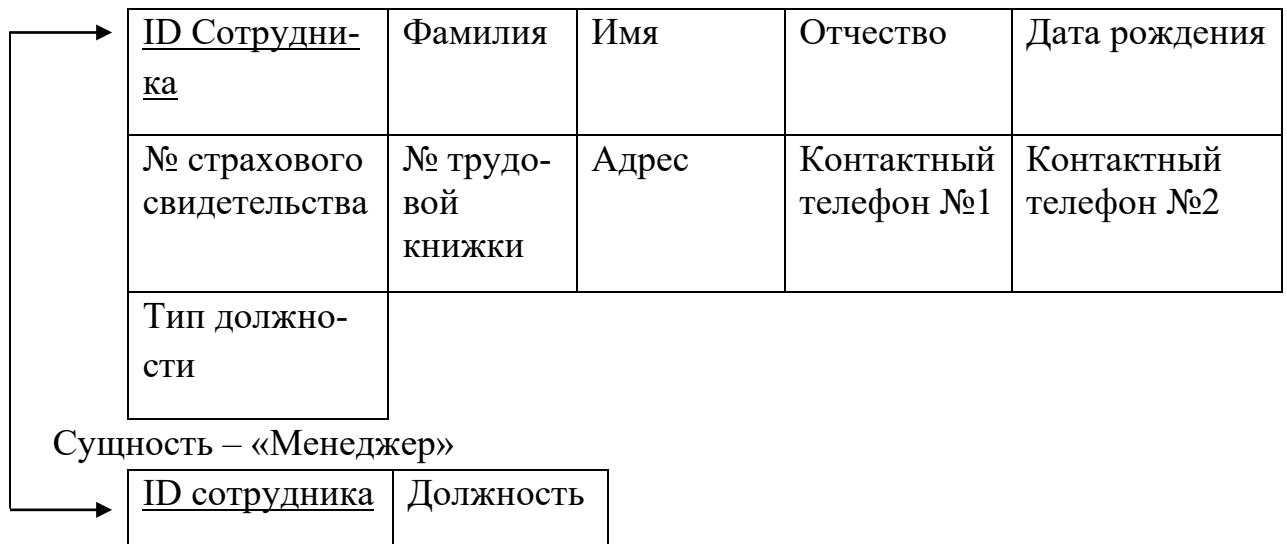 ID Сотрудни- Фамилия Имя Отчество Дата рождения
ка
№ страхового № трудо- Адрес Контактный Контактный
свидетельства вой телефон №1 телефон №2
книжки
Тип должно-
сти
Сущность – «Менеджер»
ID сотрудника Должность